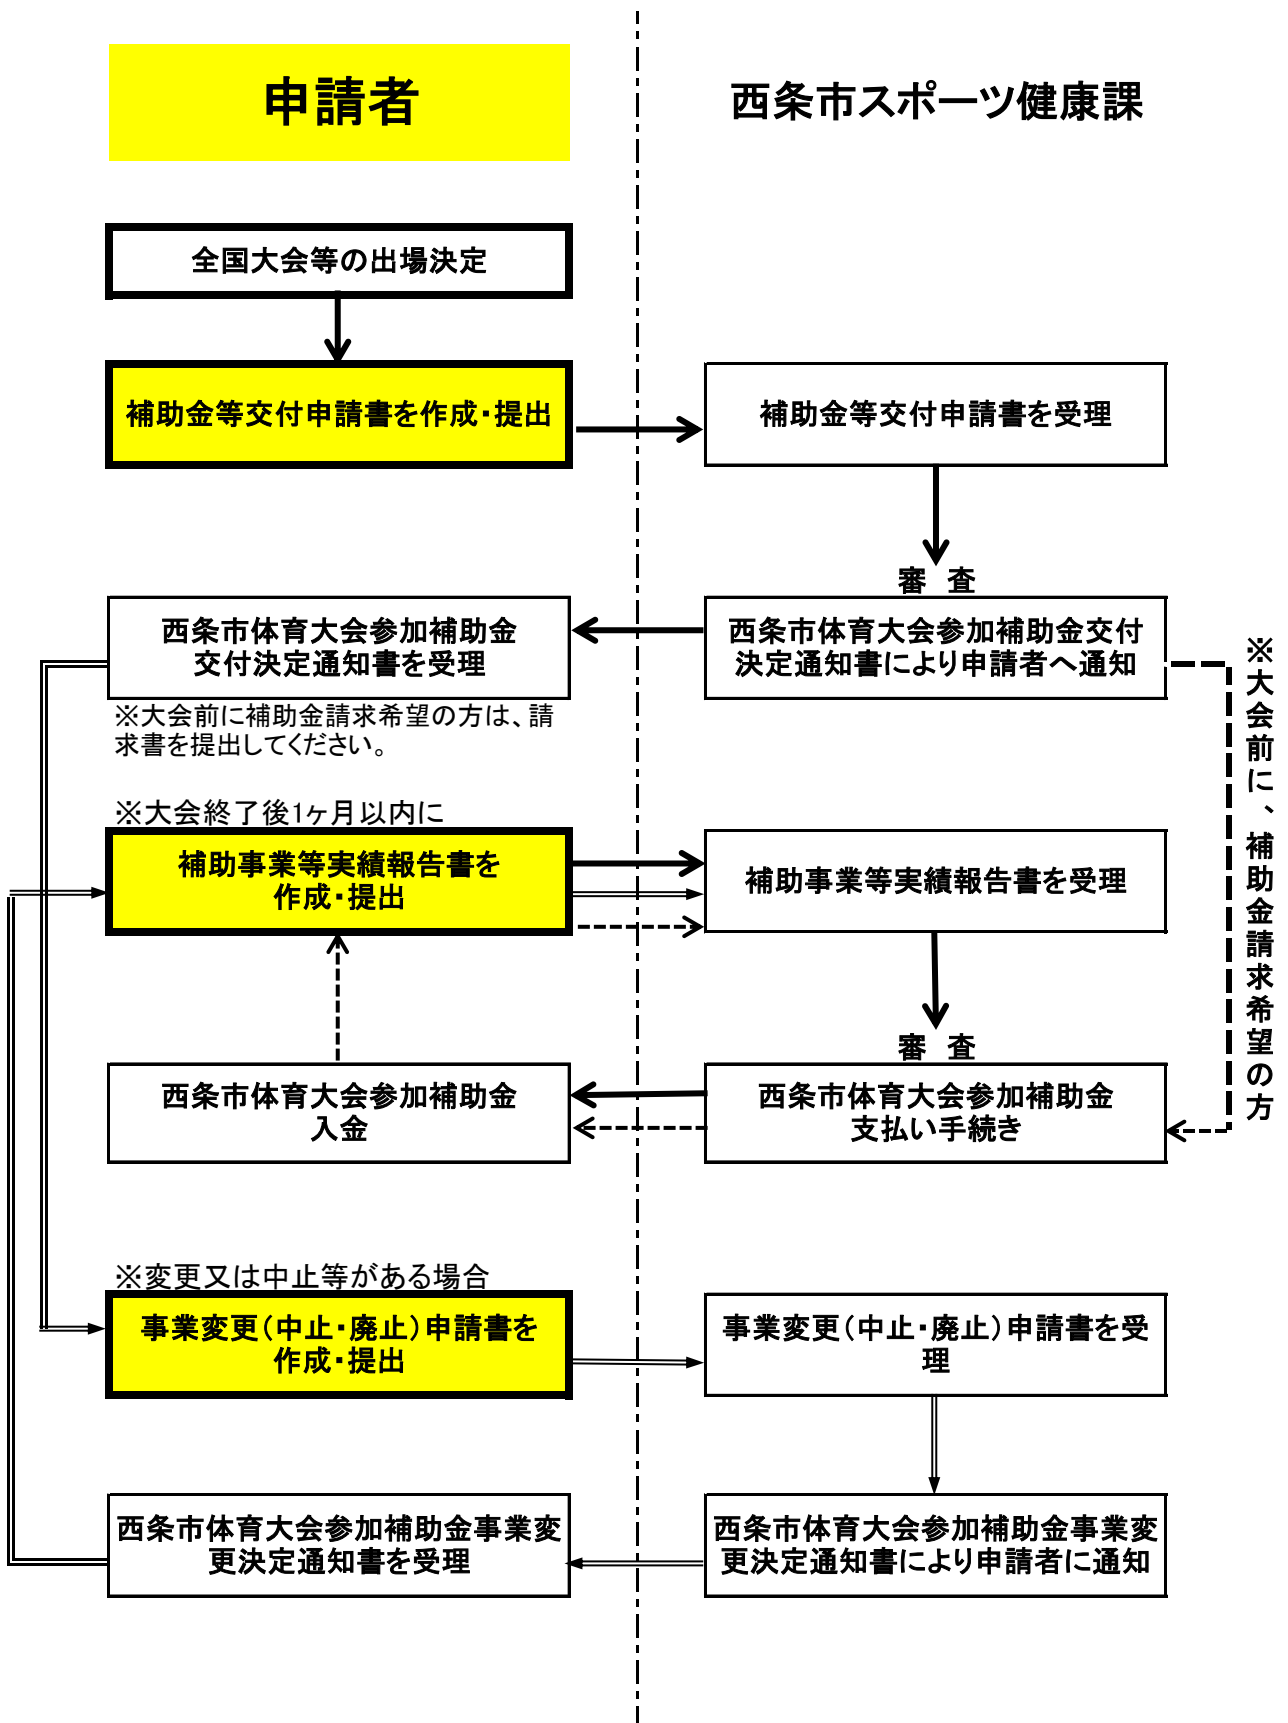 申請者
西条市スポーツ健康課
全国大会等の出場決定
補助金等交付申請書を作成・提出
補助金等交付申請書を受理
審　査
西条市体育大会参加補助金
交付決定通知書を受理
西条市体育大会参加補助金交付
決定通知書により申請者へ通知
※大会前に、補助金請求希望の方
※大会前に補助金請求希望の方は、請
求書を提出してください。
※大会終了後1ヶ月以内に
補助事業等実績報告書を
作成・提出
補助事業等実績報告書を受理
審　査
西条市体育大会参加補助金
入金
西条市体育大会参加補助金
支払い手続き
※変更又は中止等がある場合
事業変更（中止・廃止）申請書を
作成・提出
事業変更（中止・廃止）申請書を受
理
西条市体育大会参加補助金事業変
更決定通知書を受理
西条市体育大会参加補助金事業変
更決定通知書により申請者に通知